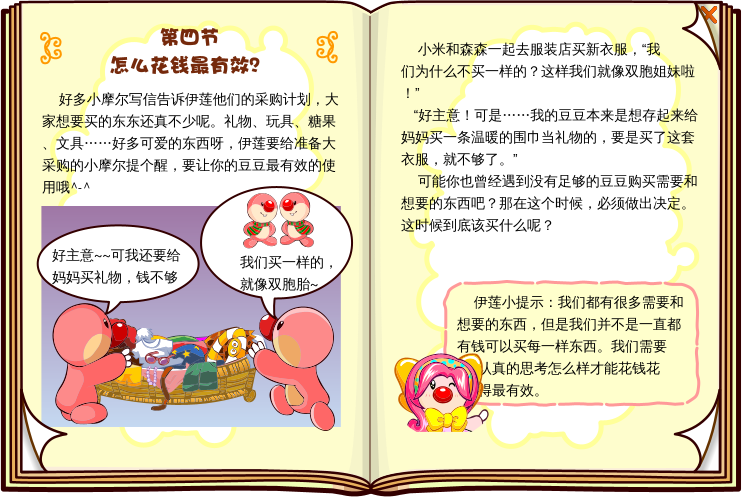 第四节
怎么花钱最有效?
好多小摩尔写信告诉伊莲他们的采购计划，大
家想要买的东东还真不少呢。礼物、玩具、糖果
、文具……好多可爱的东西呀，伊莲要给准备大
采购的小摩尔提个醒，要让你的豆豆最有效的使
用哦^-^
好主意~~可我还要给
妈妈买礼物，钱不够
我们买一样的，
就像双胞胎~
小米和森森一起去服装店买新衣服，“我
们为什么不买一样的？这样我们就像双胞姐妹啦
！”
“好主意！可是……我的豆豆本来是想存起来给
妈妈买一条温暖的围巾当礼物的，要是买了这套
衣服，就不够了。”
可能你也曾经遇到没有足够的豆豆购买需要和
想要的东西吧？那在这个时候，必须做出决定。
这时候到底该买什么呢？
伊莲小提示：我们都有很多需要和
想要的东西，但是我们并不是一直都
有钱可以买每一样东西。我们需要
认真的思考怎么样才能花钱花
得最有效。